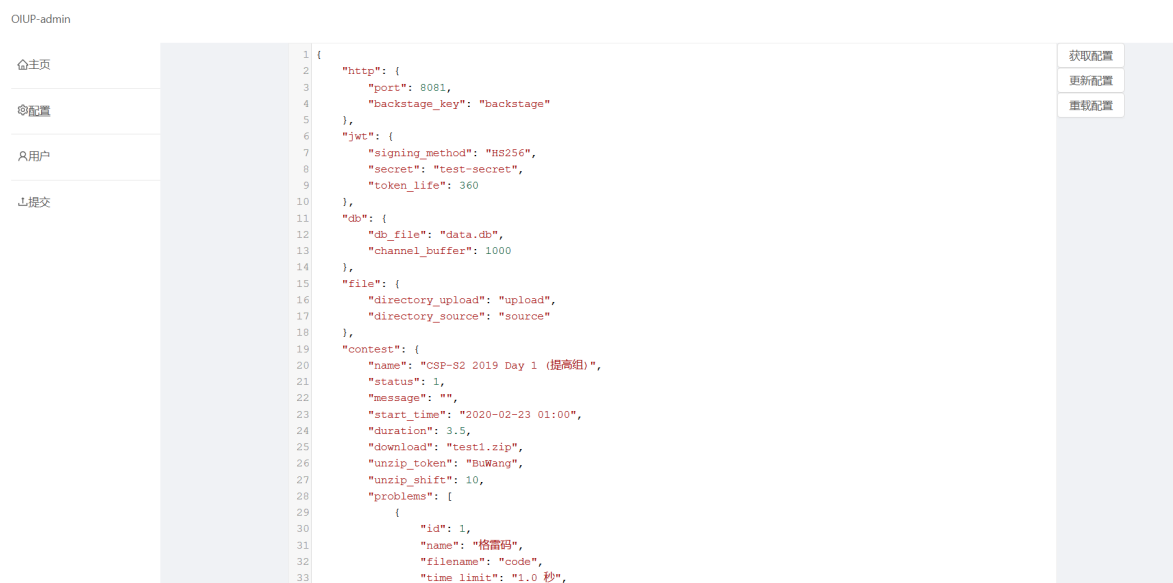 OIUP-admin
主页
配置
用户
提交
1 {
2 "http": {
3 "port": 8081,
4 "backstage_key": "backstage"
5 },
6 "jwt": {
7 "signing_method": "HS256",
8 "secret": "test-secret",
9 "token_life": 360
10 },
11 "db": {
12 "db_file": "data.db",
13 "channel_buffer": 1000
14 },
15 "file": {
16 "directory_upload": "upload",
17 "directory_source": "source"
18 },
19 "contest": {
20 "name": "CSP-S2 2019 Day 1 (提高组)",
21 "status": 1,
22 "message": "",
23 "start_time": "2020-02-23 01:00",
24 "duration": 3.5,
25 "download": "test1.zip",
26 "unzip_token": "BuWang",
27 "unzip_shift": 10,
28 "problems": [
29 {
30 "id": 1,
31 "name": "格雷码",
32 "filename": "code",
33 "time_limit": "1.0 秒",
获取配置
更新配置
重载配置